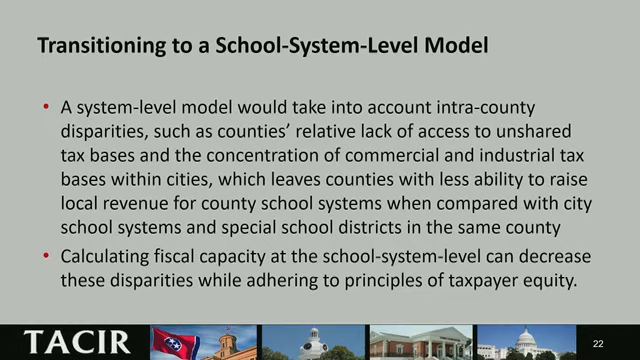 Transitioning to a School-System-Level Model
• A system-level model would take into account intra-county
disparities, such as counties' relative lack of access to unshared
tax bases and the concentration of commercial and industrial tax
bases within cities, which leaves counties with less ability to raise
local revenue for county school systems when compared with city
school systems and special school districts in the same county
• Calculating fiscal capacity at the school-system-level can decrease
these disparities while adhering to principles of taxpayer equity.
TACIR
22